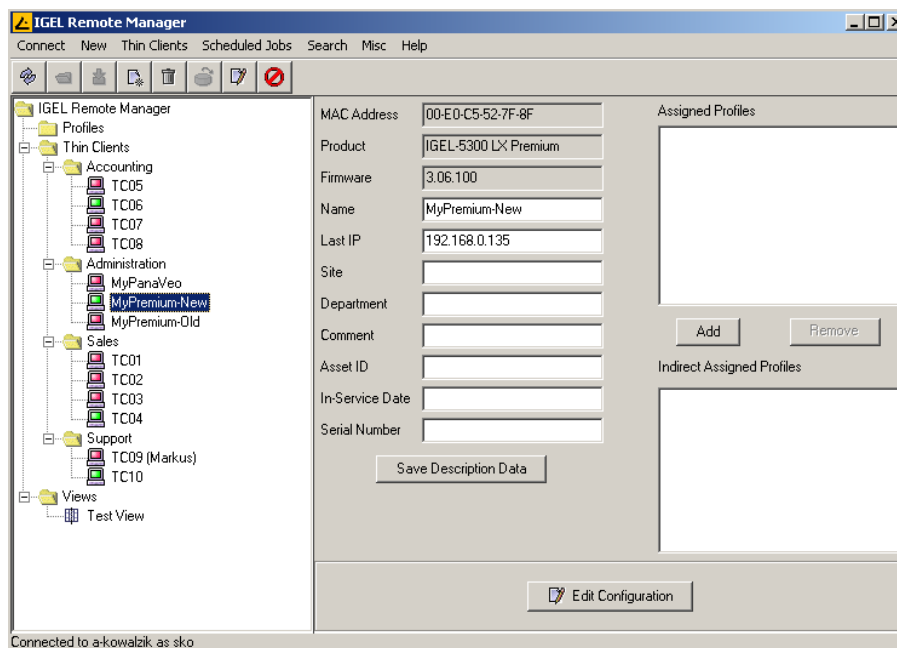 IGEL Remote Manager
Connect New Thin Clients Scheduled Jobs Search Misc Help
IGEL Remote Manager
Profiles
Thin Clients
Accounting
TC05
TC06
TC07
TC08
Administration
MyPanaVeo
MyPremium-New
MyPremium-Old
Sales
TC01
TC02
TC03
TC04
Support
TC09 (Markus)
TC10
Views
Test View
MAC Address 00-E0-C5-52-7F-8F
Product IGEL-5300 LX Premium
Firmware 3.06.100
Name MyPremium-New
Last IP 192.168.0.135
Site
Department
Comment
Asset ID
In-Service Date
Serial Number
Save Description Data
Assigned Profiles
Add Remove
Indirect Assigned Profiles
Edit Configuration
Connected to a-kowalzik as sko